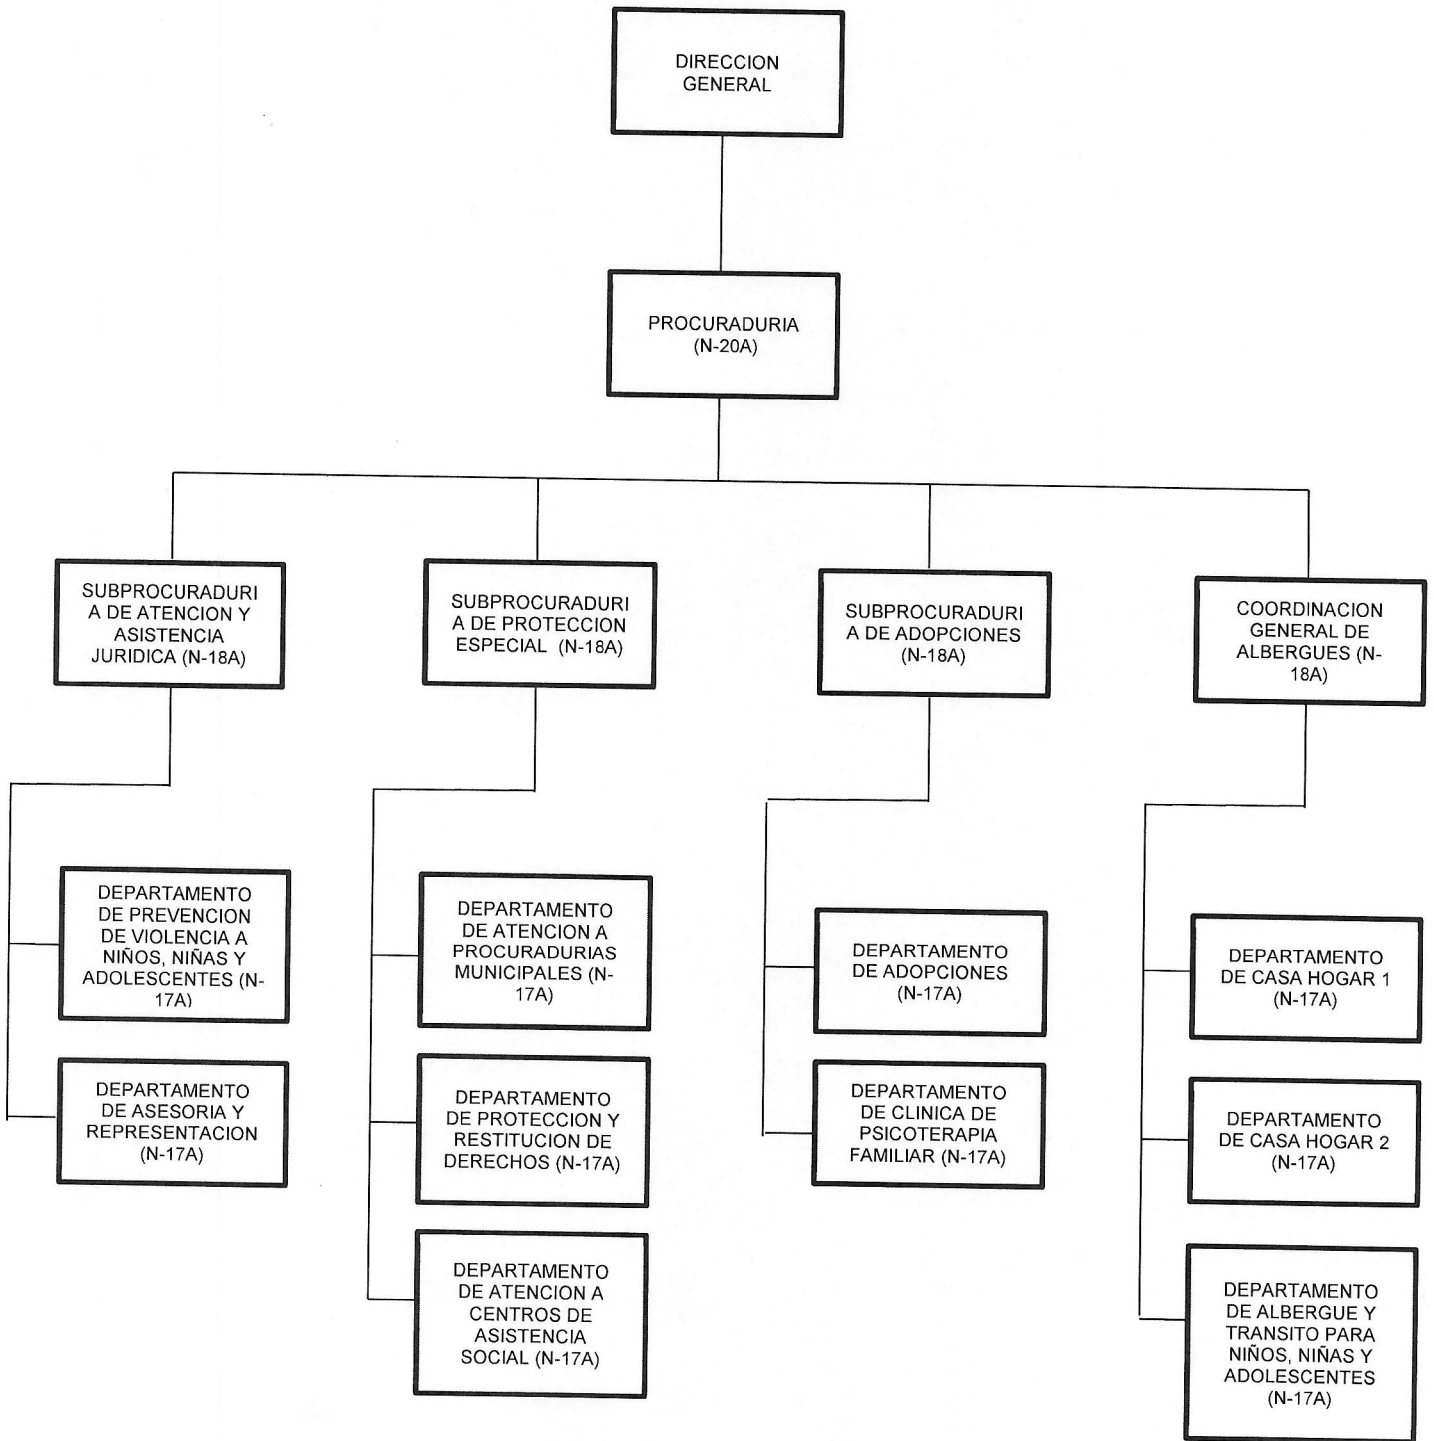 DIRECCION
GENERAL
PROCURADURIA
(N-20A)
SUBPROCURADURI
A DE ATENCION Y
ASISTENCIA
JURIDICA (N-18A)
SUBPROCURADURI
A DE PROTECCION
ESPECIAL (N-18A)
SUBPROCURADURI
A DE ADOPCIONES
(N-18A)
COORDINACION
GENERAL DE
ALBERGUES (N-
18A)
DEPARTAMENTO
DE PREVENCION
DE VIOLENCIA A
NIÑOS, NIÑAS Y
ADOLESCENTES (N-
17A)
DEPARTAMENTO
DE ASESORIA Y
REPRESENTACION
(N-17A)
DEPARTAMENTO
DE ATENCION A
PROCURADURIAS
MUNICIPALES (N-
17A)
DEPARTAMENTO
DE PROTECCION Y
RESTITUCION DE
DERECHOS (N-17A)
DEPARTAMENTO
DE ATENCION A
CENTROS DE
ASISTENCIA
SOCIAL (N-17A)
DEPARTAMENTO
DE ADOPCIONES
(N-17A)
DEPARTAMENTO
DE CLINICA DE
PSICOTERAPIA
FAMILIAR (N-17A)
DEPARTAMENTO
DE CASA HOGAR 1
(N-17A)
DEPARTAMENTO
DE CASA HOGAR 2
(N-17A)
DEPARTAMENTO
DE ALBERGUE Y
TRANSITO PARA
NIÑOS, NIÑAS Y
ADOLESCENTES
(N-17A)